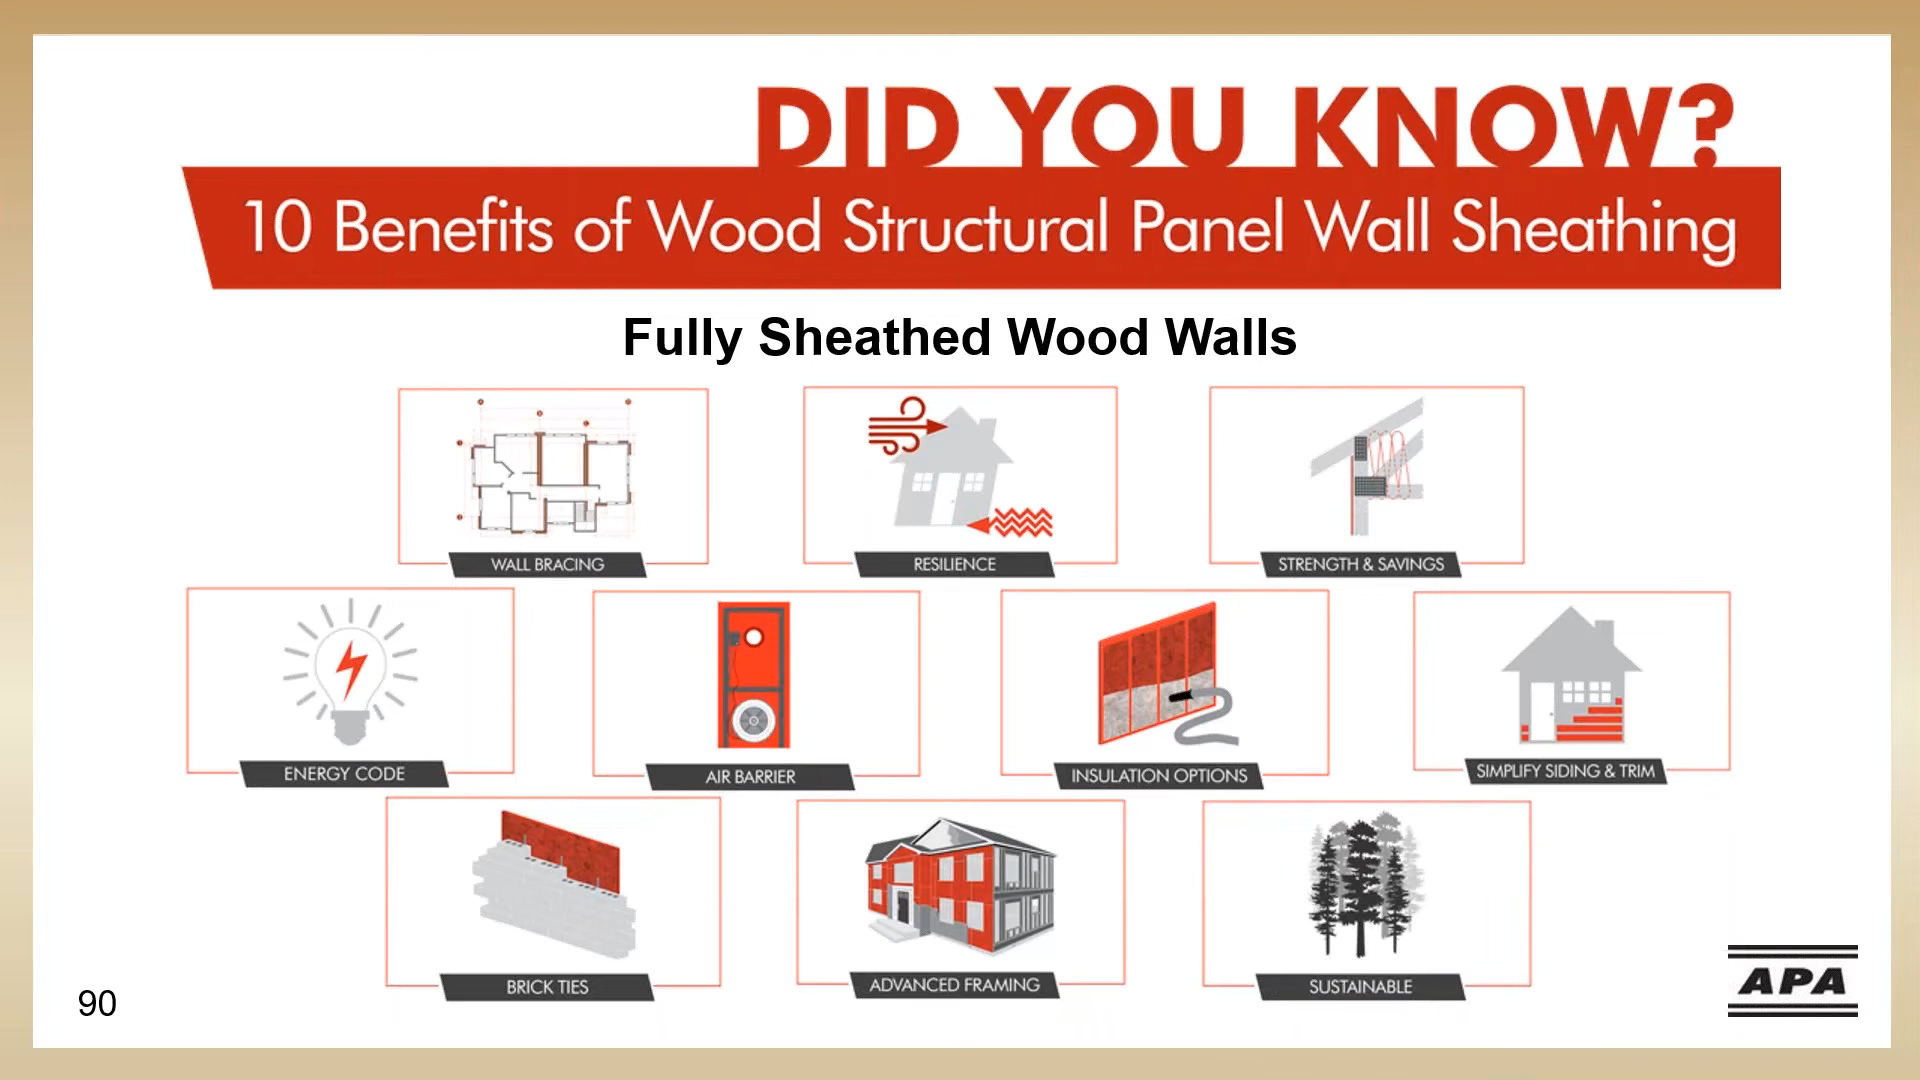 DID YOU KNOW?
10 Benefits of Wood Structural Panel Wall Sheathing
Fully Sheathed Wood Walls
WALL BRACING
RESILIENCE
STRENGTH & SAVINGS
ENERGY CODE
AIR BARRIER
INSULATION OPTIONS
SIMPLIFY SIDING & TRIM
BRICK TIES
ADVANCED FRAMING
SUSTAINABLE
90
APA